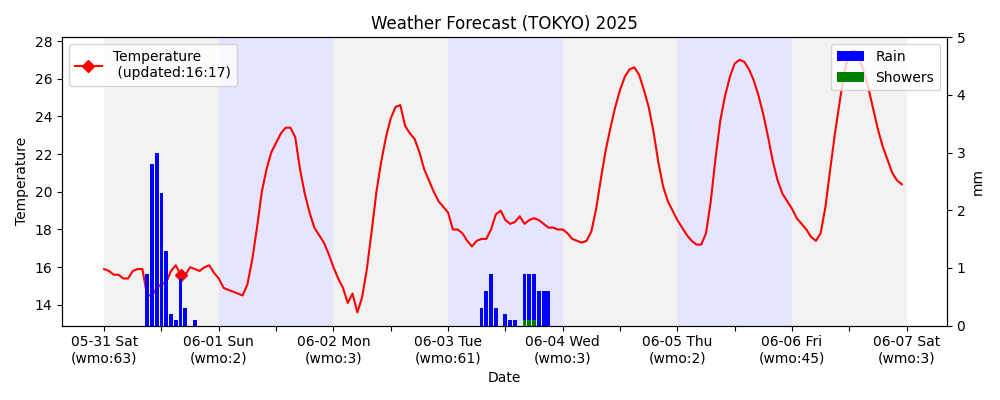 Weather Forecast (TOKYO) 2025
Temperature
(updated:16:17)
Rain
Showers
28
26
24
22
20
18
16
14
Temperature
5
4
3
2
1
0
mm
05-31 Sat
(wmo:63)
06-01 Sun
(wmo:2)
06-02 Mon
(wmo:3)
06-03 Tue
(wmo:61)
06-04 Wed
(wmo:3)
06-05 Thu
(wmo:2)
06-06 Fri
(wmo:45)
06-07 Sat
(wmo:3)
Date